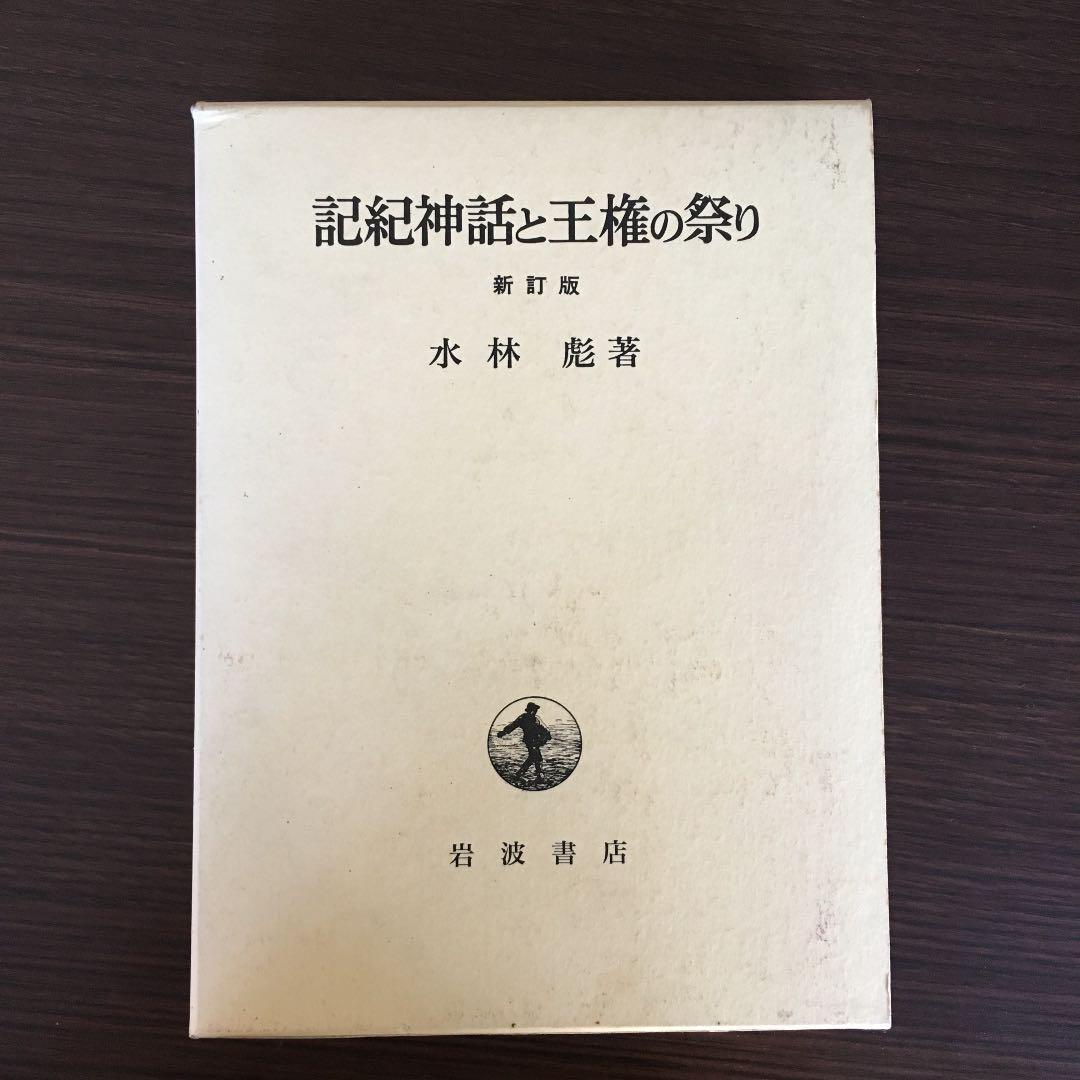 記紀神話と王権の祭り
新訂版
水林 彪著
岩波書店